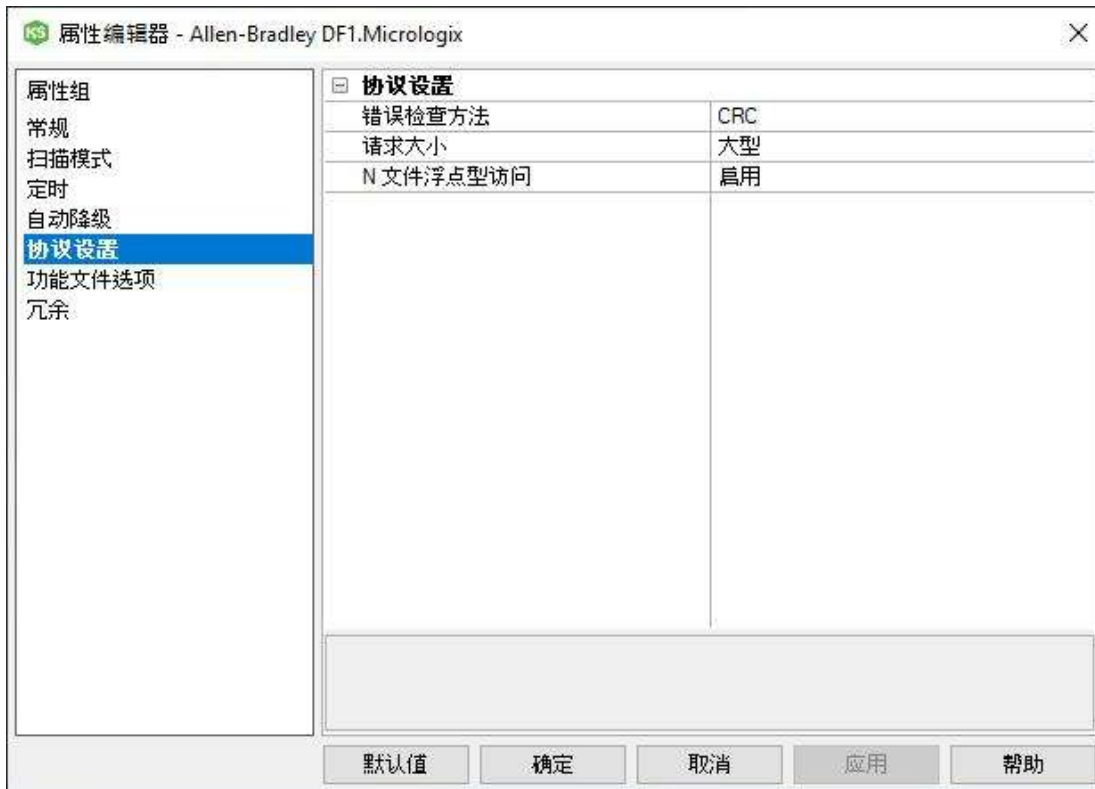 KS 属性编辑器 - Allen-Bradley DF1.Micrologix
属性组
常规
扫描模式
定时
自动降级
协议设置
功能文件选项
冗余
协议设置
错误检查方法 CRC
请求大小 大型
N 文件浮点型访问 启用
默认值 确定 取消 应用 帮助